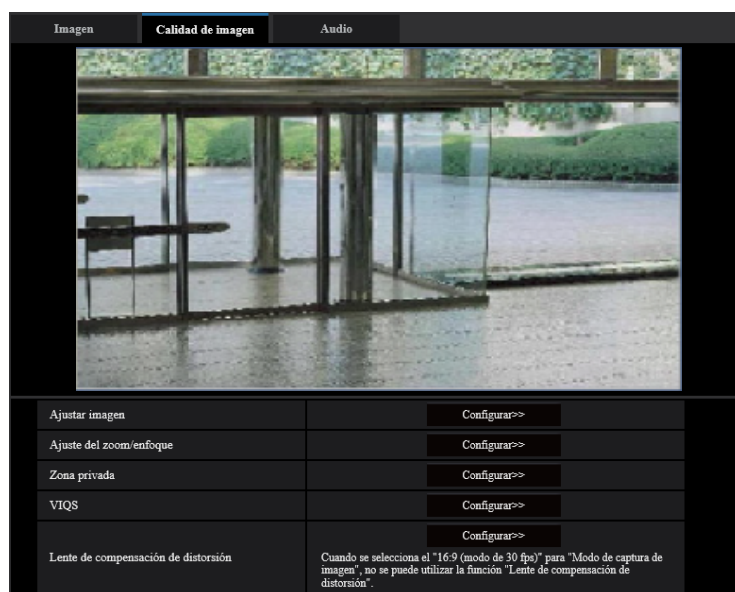 Imagen
Calidad de imagen
Audio
Ajustar imagen
Configurar>>
Ajuste del zoom/enfoque
Configurar>>
Zona privada
Configurar>>
VIQS
Configurar>>
Lente de compensación de distorsión
Configurar>>
Cuando se selecciona el "16:9 (modo de 30 fps)" para "Modo de captura de
imagen", no se puede utilizar la función "Lente de compensación de
distorsión".